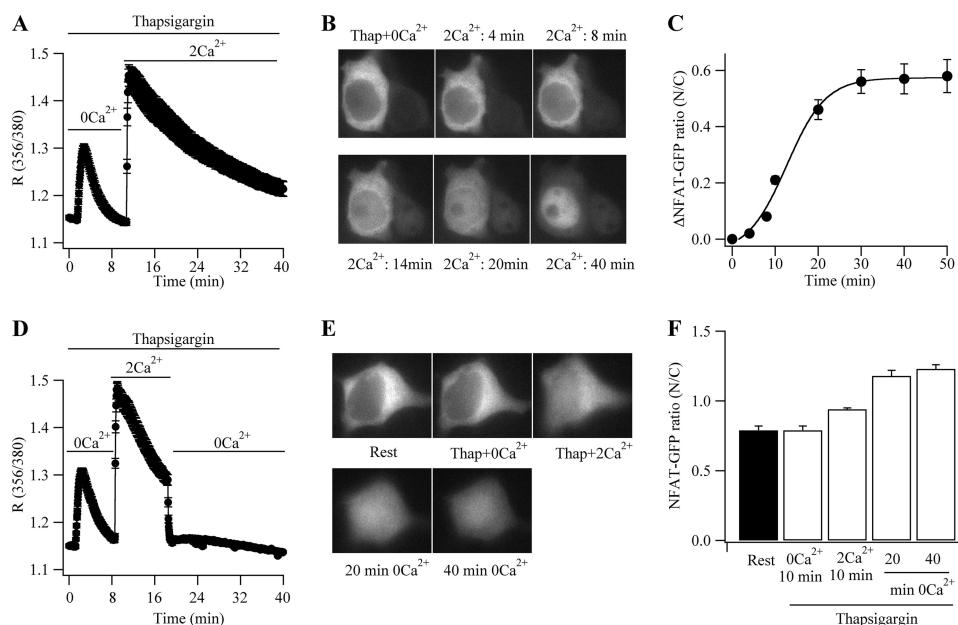 A
Thapsigargin
2Ca²⁺
0Ca²⁺
R (356/380)
1.5
1.4
1.3
1.2
1.1
0 8 16 24 32 40
Time (min)
B
Thap+0Ca²⁺ 2Ca²⁺: 4 min 2Ca²⁺: 8 min
2Ca²⁺: 14min 2Ca²⁺: 20min 2Ca²⁺: 40 min
C
ΔNFAT-GFP ratio (N/C)
0.6
0.4
0.2
0.0
0 10 20 30 40 50
Time (min)
D
Thapsigargin
2Ca²⁺
0Ca²⁺ 0Ca²⁺
R (356/380)
1.5
1.4
1.3
1.2
1.1
0 8 16 24 32 40
Time (min)
E
Rest Thap+0Ca²⁺ Thap+2Ca²⁺
20 min 0Ca²⁺ 40 min 0Ca²⁺
F
NFAT-GFP ratio (N/C)
1.5
1.0
0.5
0.0
Rest 0Ca²⁺ 2Ca²⁺ 20 40
10 min 10 min min 0Ca²⁺
Thapsigargin